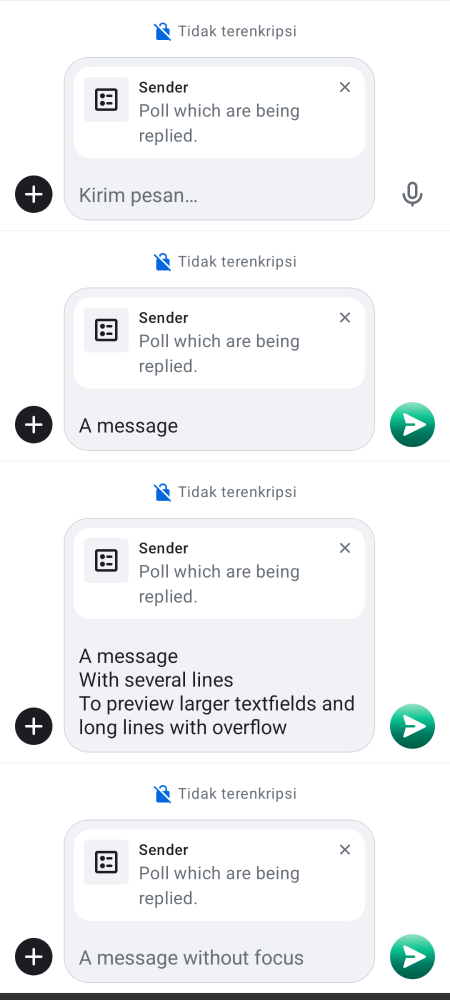 Tidak terenkripsi
Sender
Poll which are being
replied.
Kirim pesan…
Tidak terenkripsi
Sender
Poll which are being
replied.
A message
Tidak terenkripsi
Sender
Poll which are being
replied.
A message
With several lines
To preview larger textfields and
long lines with overflow
Tidak terenkripsi
Sender
Poll which are being
replied.
A message without focus